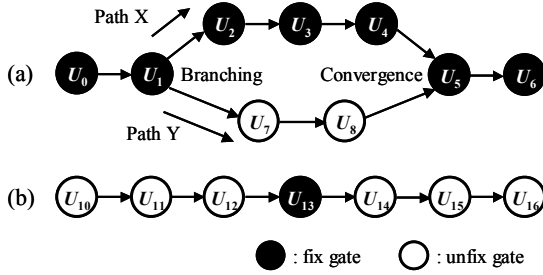 Path X
U2 U3 U4
(a) U0 U1 Branching Convergence U5 U6
Path Y U7 U8
(b) U10 U11 U12 U13 U14 U15 U16
: fix gate : unfix gate